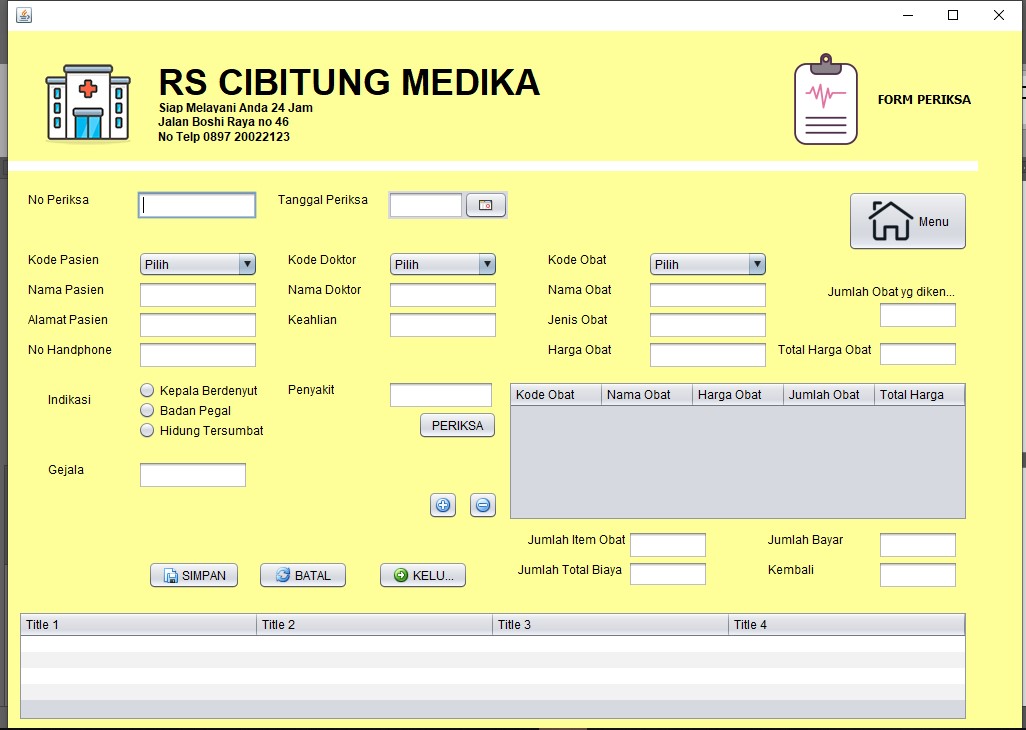 RS CIBITUNG MEDIKA
Siap Melayani Anda 24 Jam
Jalan Boshi Raya no 46
No Telp 0897 20022123
FORM PERIKSA
No Periksa
Tanggal Periksa
Menu
Kode Pasien
Pilih
Kode Doktor
Pilih
Kode Obat
Pilih
Nama Pasien
Nama Doktor
Nama Obat
Jumlah Obat yg diken...
Alamat Pasien
Keahlian
Jenis Obat
No Handphone
Harga Obat
Total Harga Obat
Indikasi
Kepala Berdenyut
Badan Pegal
Hidung Tersumbat
Penyakit
PERIKSA
Kode Obat
Nama Obat
Harga Obat
Jumlah Obat
Total Harga
Gejala
Jumlah Item Obat
Jumlah Bayar
Jumlah Total Biaya
Kembali
SIMPAN
BATAL
KELU...
Title 1
Title 2
Title 3
Title 4